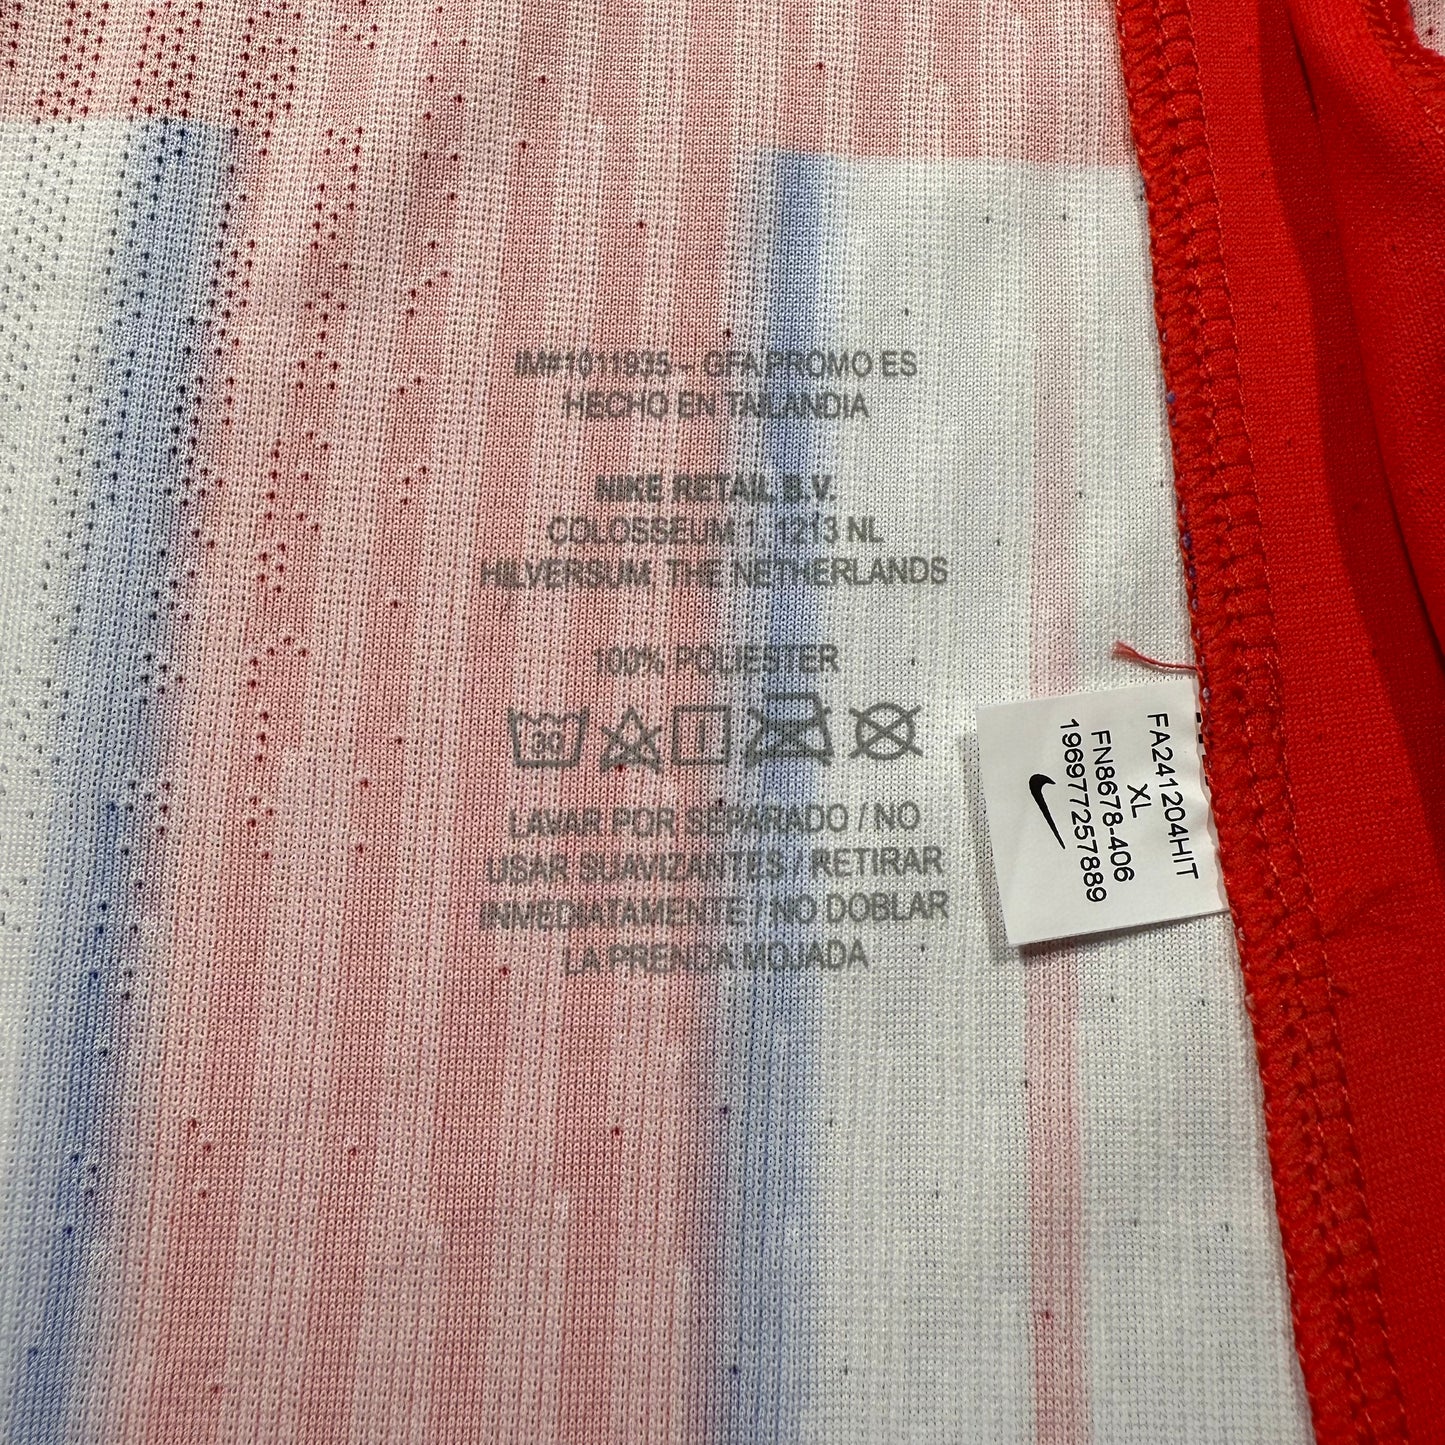 IM#1011935 – GFA PROMO ES
HECHO EN TAILANDIA
NIKE RETAIL B.V.
COLOSSEUM 1, 1213 NL
HILVERSUM, THE NETHERLANDS
100% POLIESTER
30
LAVAR POR SEPARADO / NO
USAR SUAVIZANTES / RETIRAR
INMEDIATAMENTE / NO DOBLAR
LA PRENDA MOJADA
FA241204HIT
XL
FN8678-406
196977257889